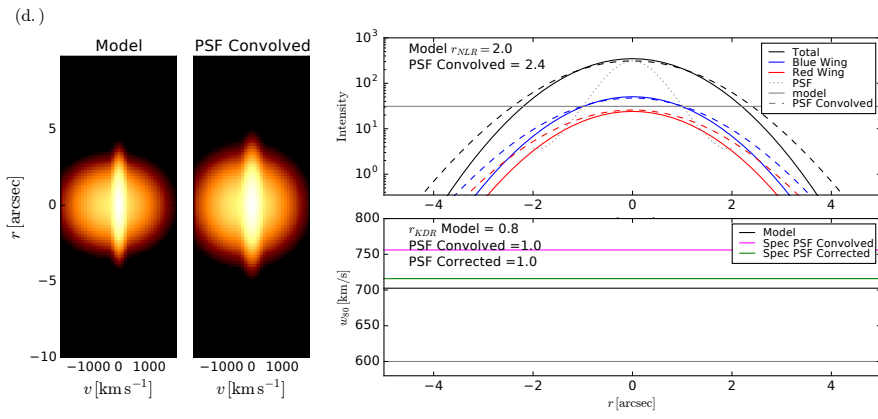 (d.)
Model
PSF Convolved
r [arcsec]
5
0
−5
−10
−1000 0 1000
−1000 0 1000
v [km s⁻¹]
v [km s⁻¹]
Intensity
10³
10²
10¹
10⁰
Model r_NLR = 2.0
PSF Convolved = 2.4
Total
Blue Wing
Red Wing
PSF
model
PSF Convolved
−4 −2 0 2 4
w₈₀ [km/s]
800
750
700
650
600
r_KDR Model = 0.8
PSF Convolved =1.0
PSF Corrected =1.0
Model
Spec PSF Convolved
Spec PSF Corrected
−4 −2 0 2 4
r [arcsec]